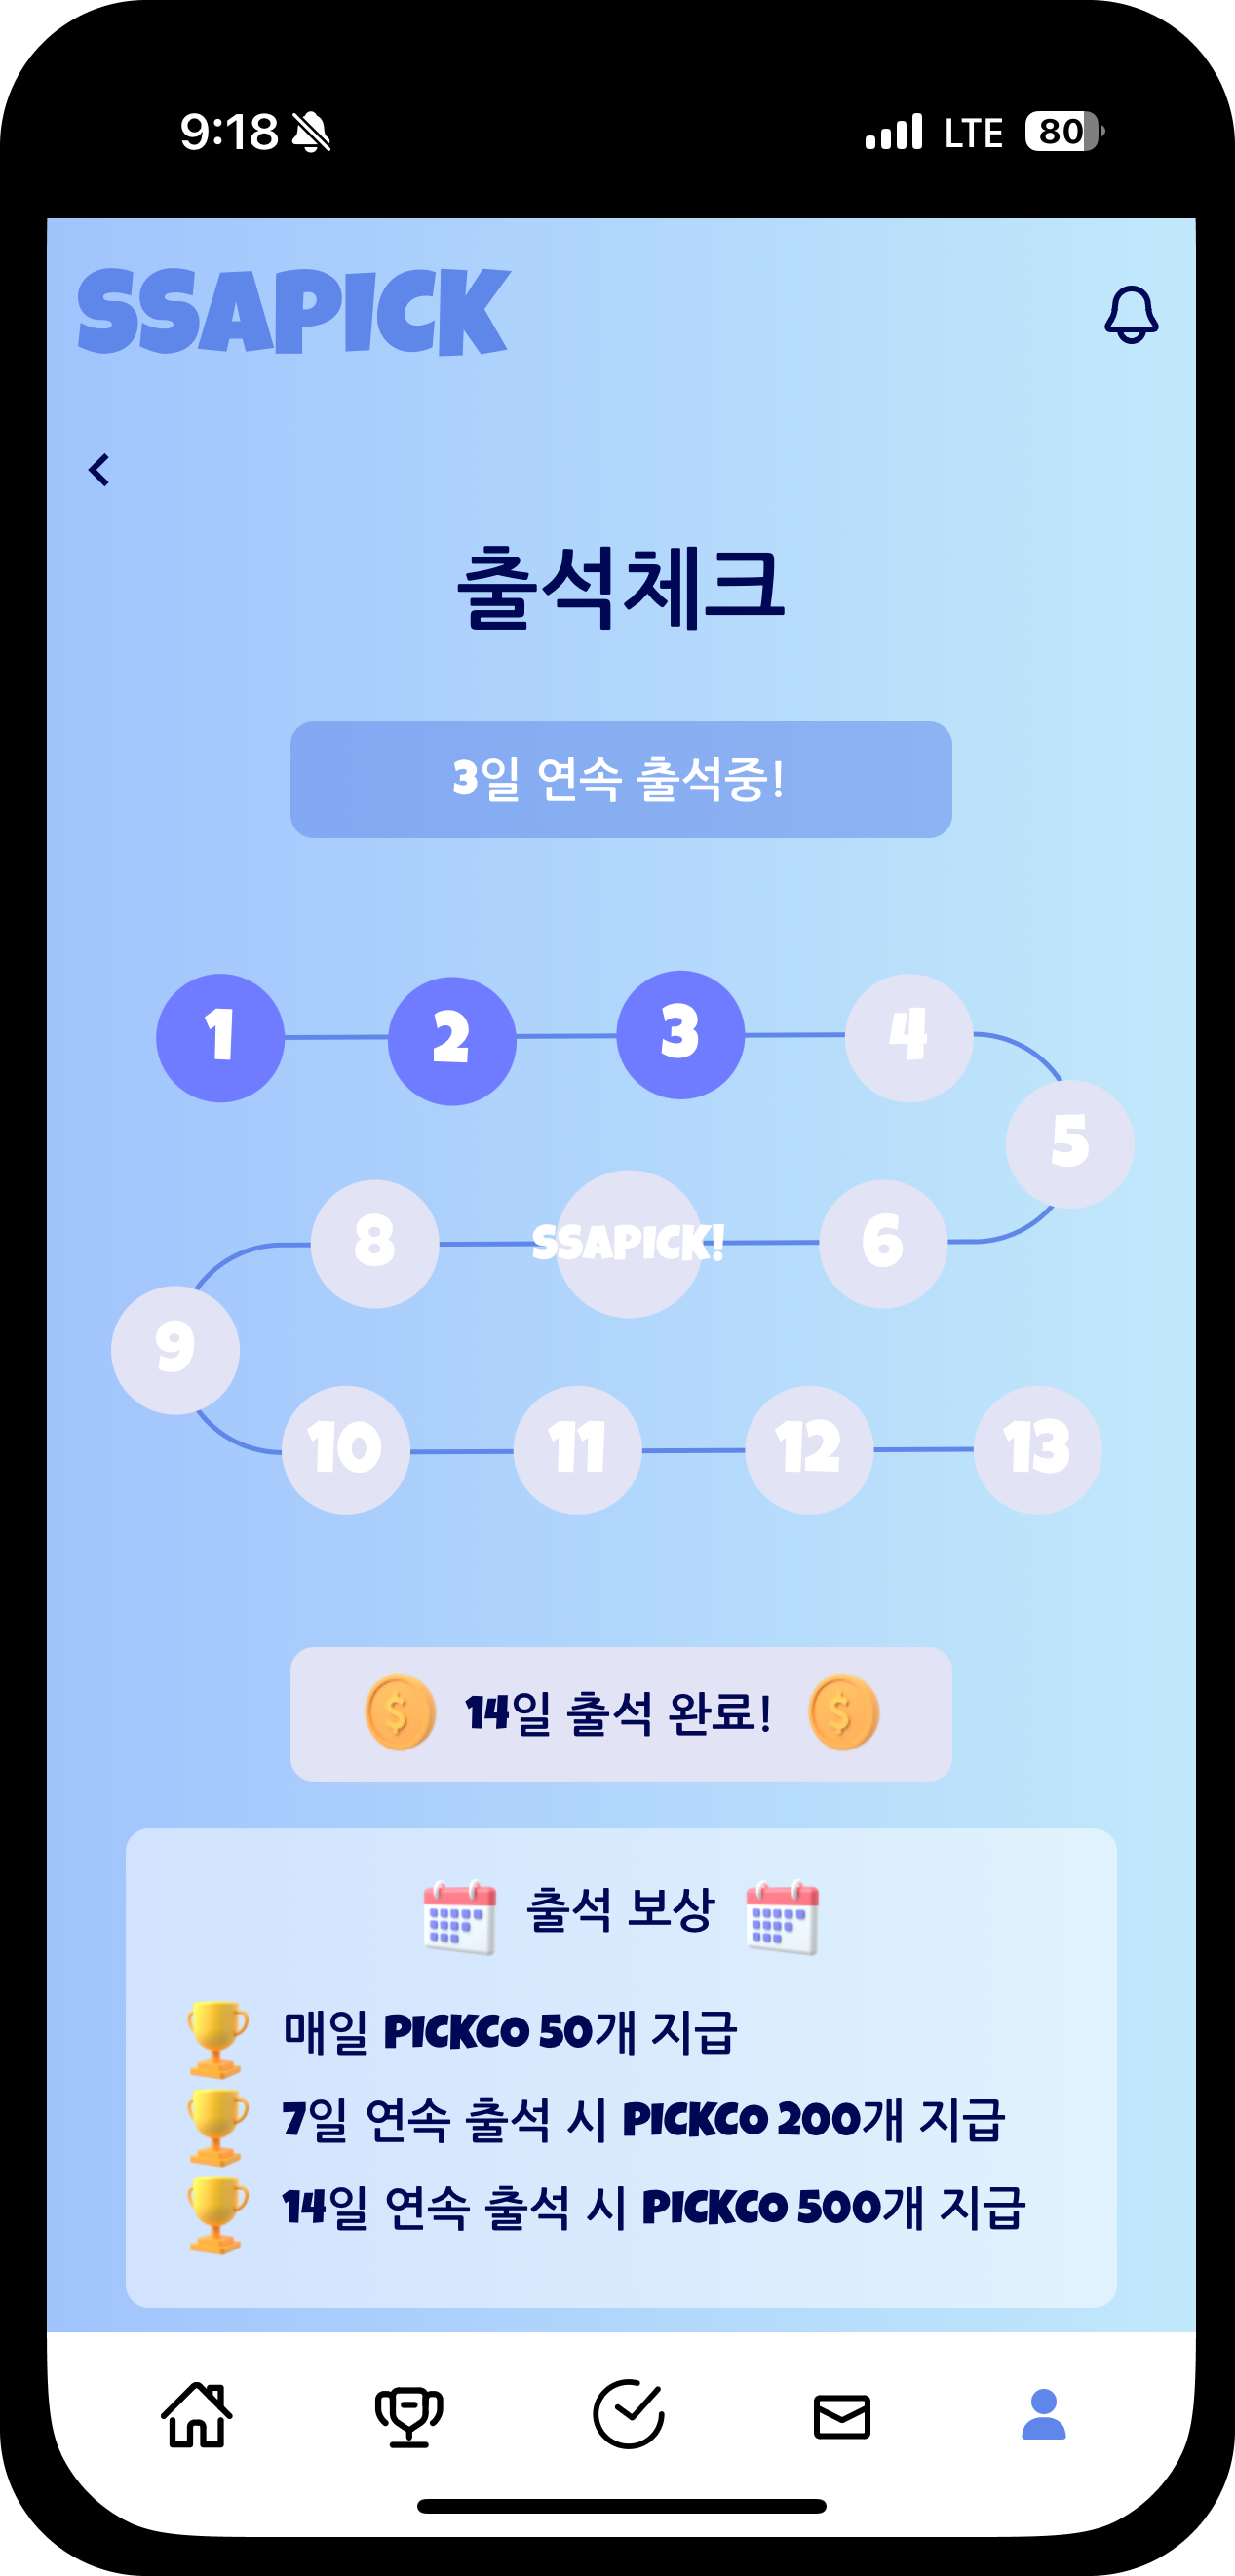 9:18
LTE 80
SSAPICK
출석체크
3일 연속 출석중!
1 2 3 4
5
8 SSAPICK! 6
9
10 11 12 13
14일 출석 완료!
출석 보상
매일 PICKCO 50개 지급
7일 연속 출석 시 PICKCO 200개 지급
14일 연속 출석 시 PICKCO 500개 지급